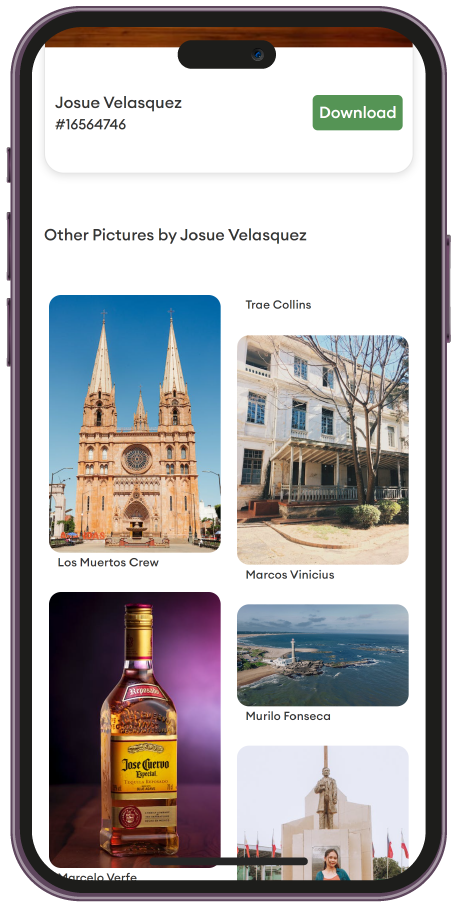 Josue Velasquez
#16564746
Download
Other Pictures by Josue Velasquez
Trae Collins
Los Muertos Crew
Marcos Vinicius
Murilo Fonseca
Reposado
Jose Cuervo
Especial
Marcelo Verfe